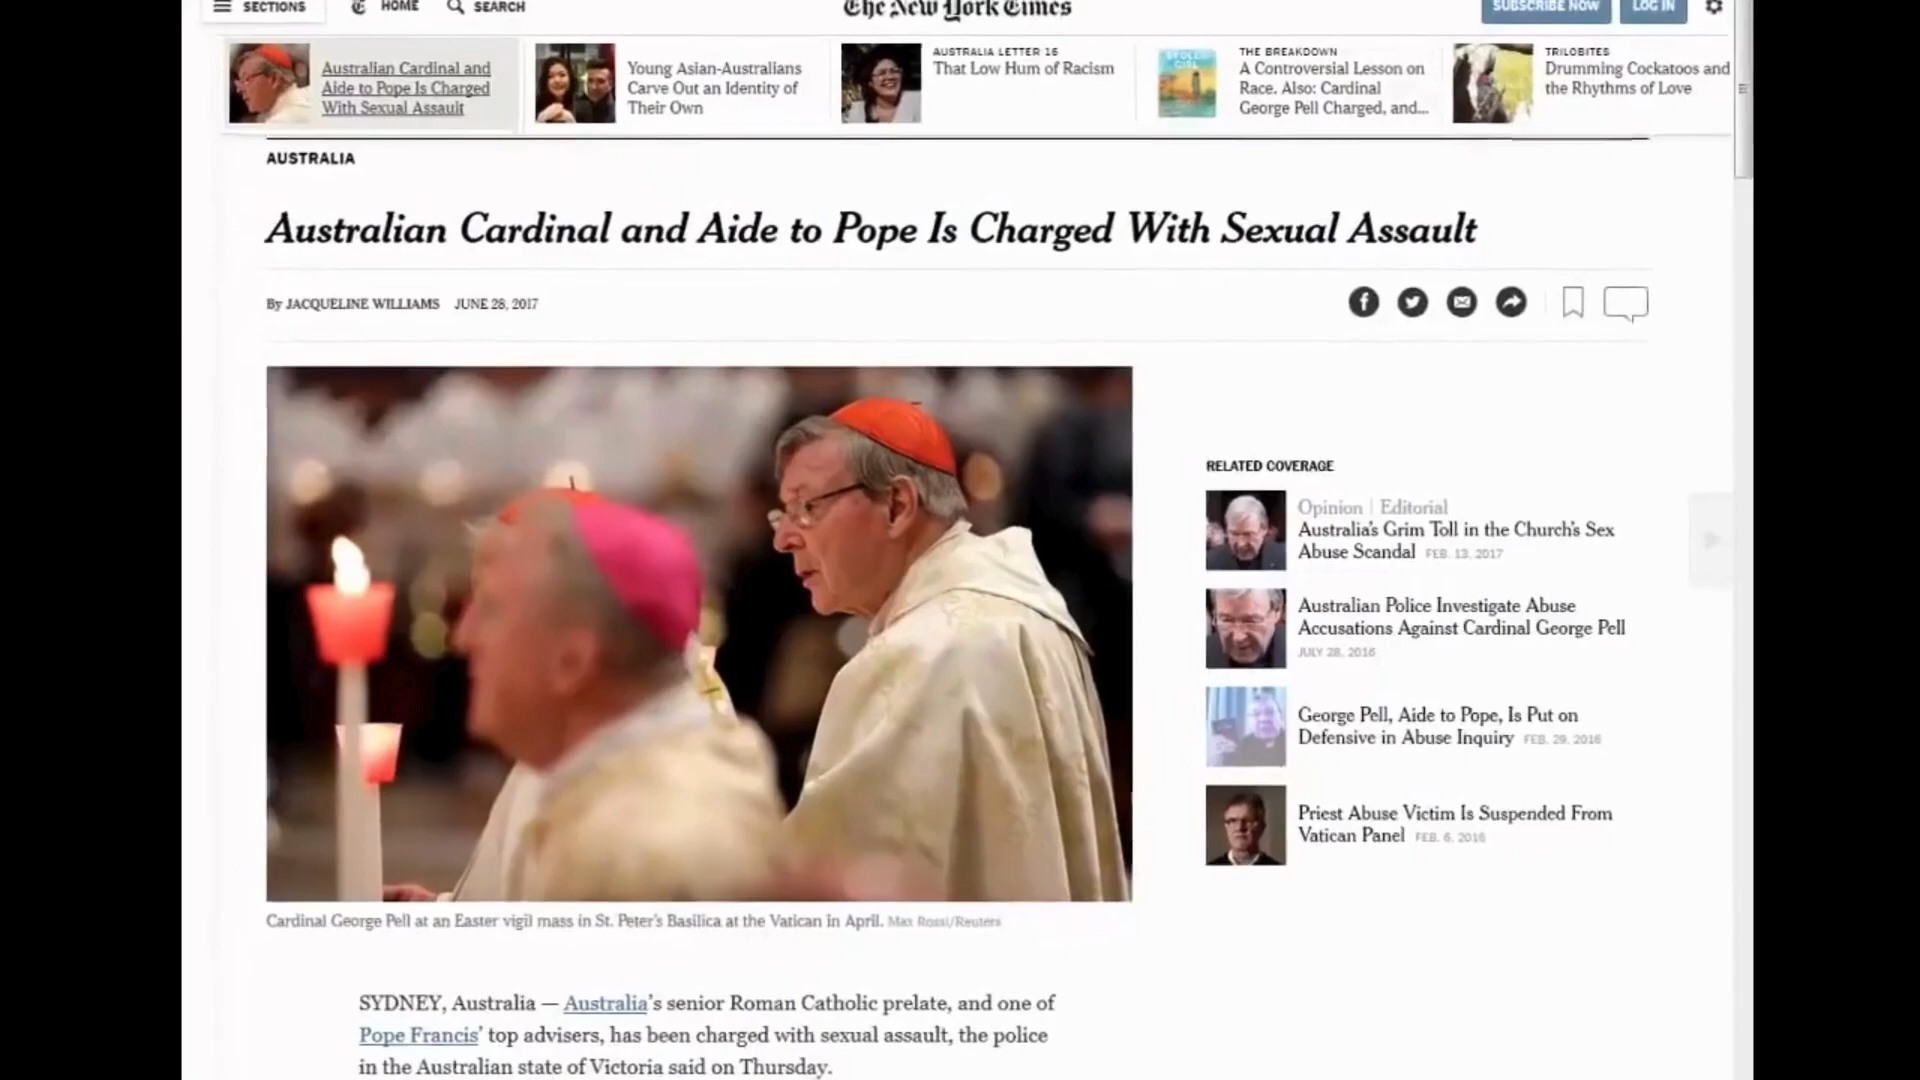 SECTIONS
HOME
SEARCH
The New York Times
SUBSCRIBE NOW
LOG IN
Australian Cardinal and
Aide to Pope Is Charged
With Sexual Assault
Young Asian-Australians
Carve Out an Identity of
Their Own
AUSTRALIA LETTER 16
That Low Hum of Racism
THE BREAKDOWN
A Controversial Lesson on
Race. Also: Cardinal
George Pell Charged, and...
TRILOBITES
Drumming Cockatoos and
the Rhythms of Love
AUSTRALIA
Australian Cardinal and Aide to Pope Is Charged With Sexual Assault
By JACQUELINE WILLIAMS JUNE 28, 2017
RELATED COVERAGE
Opinion | Editorial
Australia's Grim Toll in the Church's Sex
Abuse Scandal FEB. 13, 2017
Australian Police Investigate Abuse
Accusations Against Cardinal George Pell
JULY 28, 2016
George Pell, Aide to Pope, Is Put on
Defensive in Abuse Inquiry FEB. 29, 2016
Priest Abuse Victim Is Suspended From
Vatican Panel FEB. 6, 2016
Cardinal George Pell at an Easter vigil mass in St. Peter's Basilica at the Vatican in April. Max Rossi/Reuters
SYDNEY, Australia — Australia's senior Roman Catholic prelate, and one of
Pope Francis' top advisers, has been charged with sexual assault, the police
in the Australian state of Victoria said on Thursday.